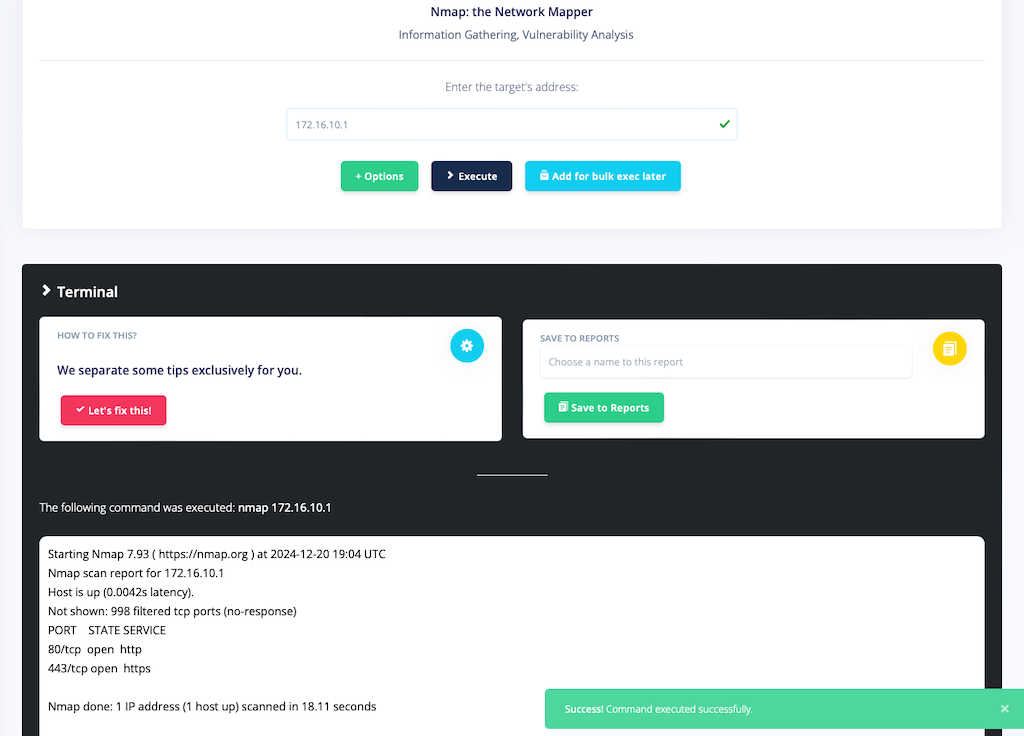 Nmap: the Network Mapper
Information Gathering, Vulnerability Analysis
Enter the target's address:
172.16.10.1
+ Options
Execute
Add for bulk exec later
Terminal
HOW TO FIX THIS?
We separate some tips exclusively for you.
Let's fix this!
SAVE TO REPORTS
Choose a name to this report
Save to Reports
The following command was executed: nmap 172.16.10.1
Starting Nmap 7.93 ( https://nmap.org ) at 2024-12-20 19:04 UTC
Nmap scan report for 172.16.10.1
Host is up (0.0042s latency).
Not shown: 998 filtered tcp ports (no-response)
PORT    STATE SERVICE
80/tcp  open  http
443/tcp open  https
Nmap done: 1 IP address (1 host up) scanned in 18.11 seconds
Success! Command executed successfully.